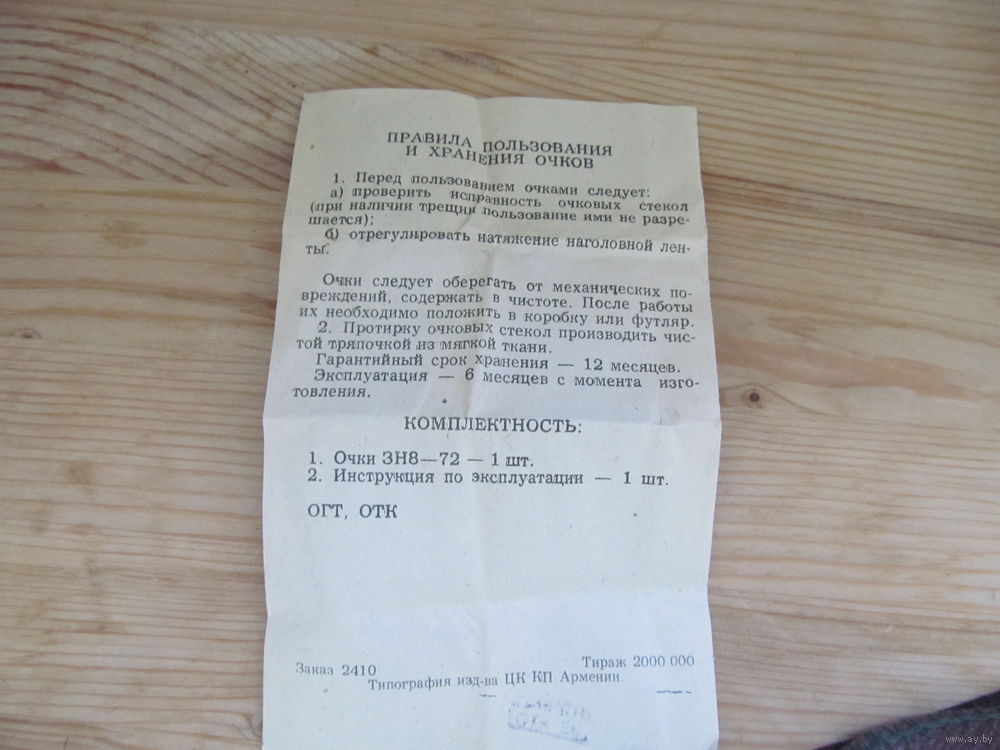 ПРАВИЛА ПОЛЬЗОВАНИЯ
И ХРАНЕНИЯ ОЧКОВ
1. Перед пользованием очками следует:
а) проверить исправность очковых стекол
(при наличии трещин пользование ими не разре-
шается);
б) отрегулировать натяжение наголовной лен-
ты.
Очки следует оберегать от механических по-
вреждений, содержать в чистоте. После работы
их необходимо положить в коробку или футляр.
2. Протирку очковых стекол производить чис-
той тряпочкой из мягкой ткани.
Гарантийный срок хранения — 12 месяцев.
Эксплуатация — 6 месяцев с момента изго-
товления.
КОМПЛЕКТНОСТЬ:
1. Очки ЗН8—72 — 1 шт.
2. Инструкция по эксплуатации — 1 шт.
ОГТ, ОТК
Заказ 2410 Тираж 2000 000
Типография изд-ва ЦК КП Армении
www.ay.by